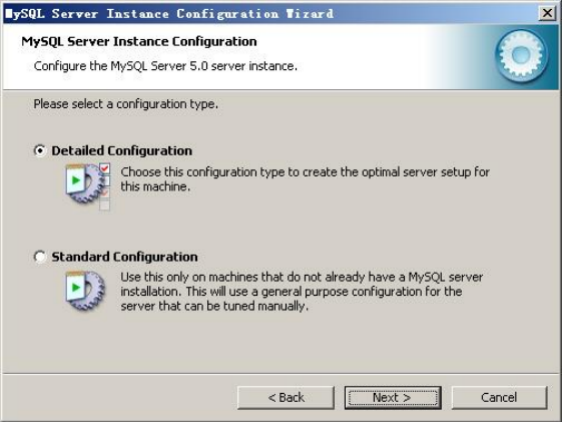 MySQL Server Instance Configuration Wizard
MySQL Server Instance Configuration
Configure the MySQL Server 5.0 server instance.
Please select a configuration type.
Detailed Configuration
Choose this configuration type to create the optimal server setup for
this machine.
Standard Configuration
Use this only on machines that do not already have a MySQL server
installation. This will use a general purpose configuration for the
server that can be tuned manually.
< Back
Next >
Cancel